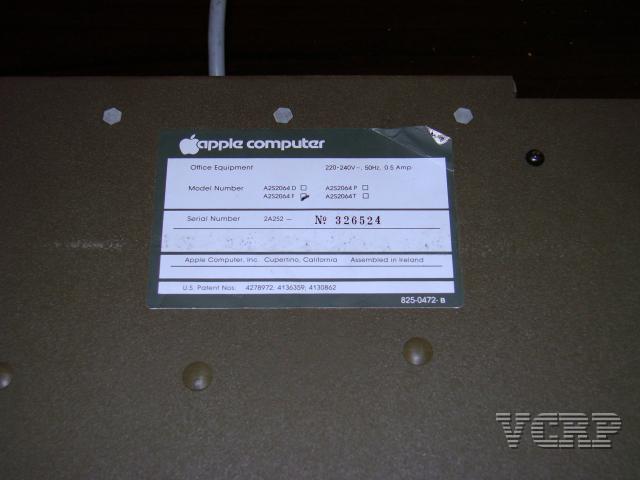 apple computer
Office Equipment 220-240V~, 50Hz, 0.5 Amp
Model Number A2S2064 D A2S2064 P
A2S2064 F A2S2064 T
Serial Number 2A2S2 – Nº 326524
Apple Computer, Inc. Cupertino, California Assembled in Ireland
U.S. Patent Nos: 4278972, 4136359, 4130862
825-0472- B
VCRP